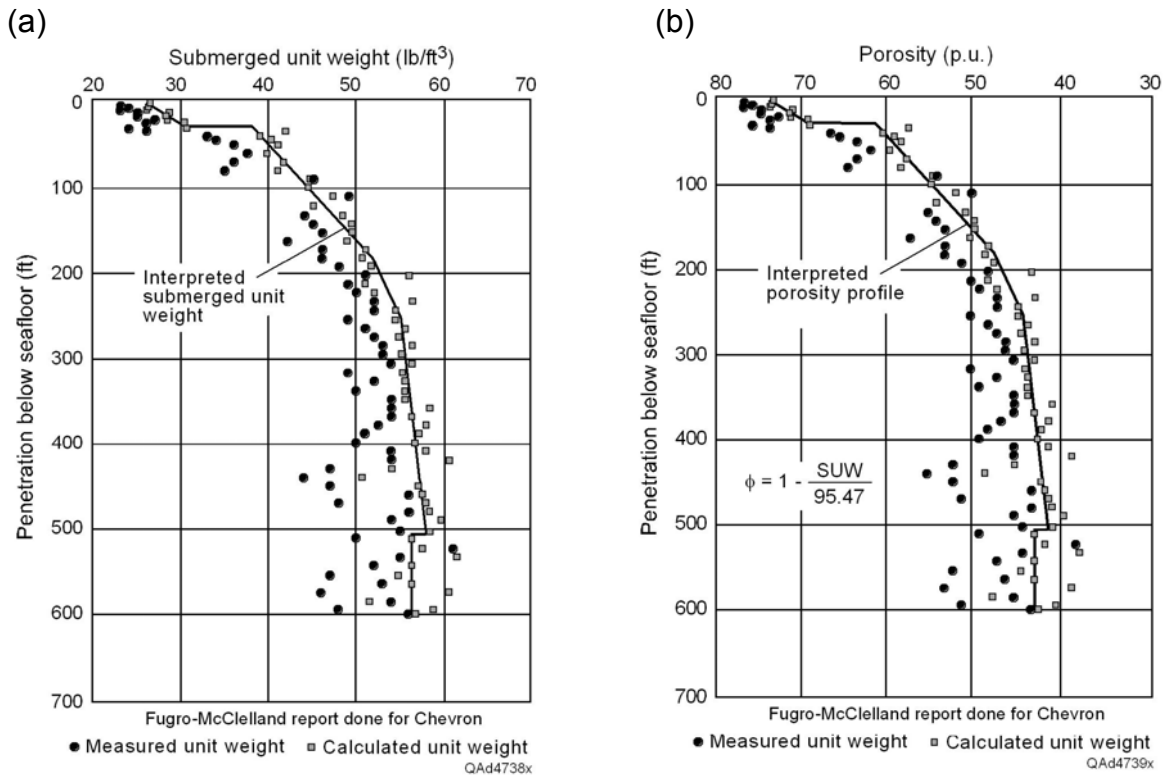 (a)
Submerged unit weight (lb/ft³)
20 30 40 50 60 70
0
100
200
300
400
500
600
700
Penetration below seafloor (ft)
Interpreted
submerged unit
weight
Fugro-McClelland report done for Chevron
Measured unit weight Calculated unit weight
QAd4738x
(b)
Porosity (p.u.)
80 70 60 50 40 30
0
100
200
300
400
500
600
700
Penetration below seafloor (ft)
Interpreted
porosity profile
ϕ = 1 - SUW
95.47
Fugro-McClelland report done for Chevron
Measured unit weight Calculated unit weight
QAd4739x